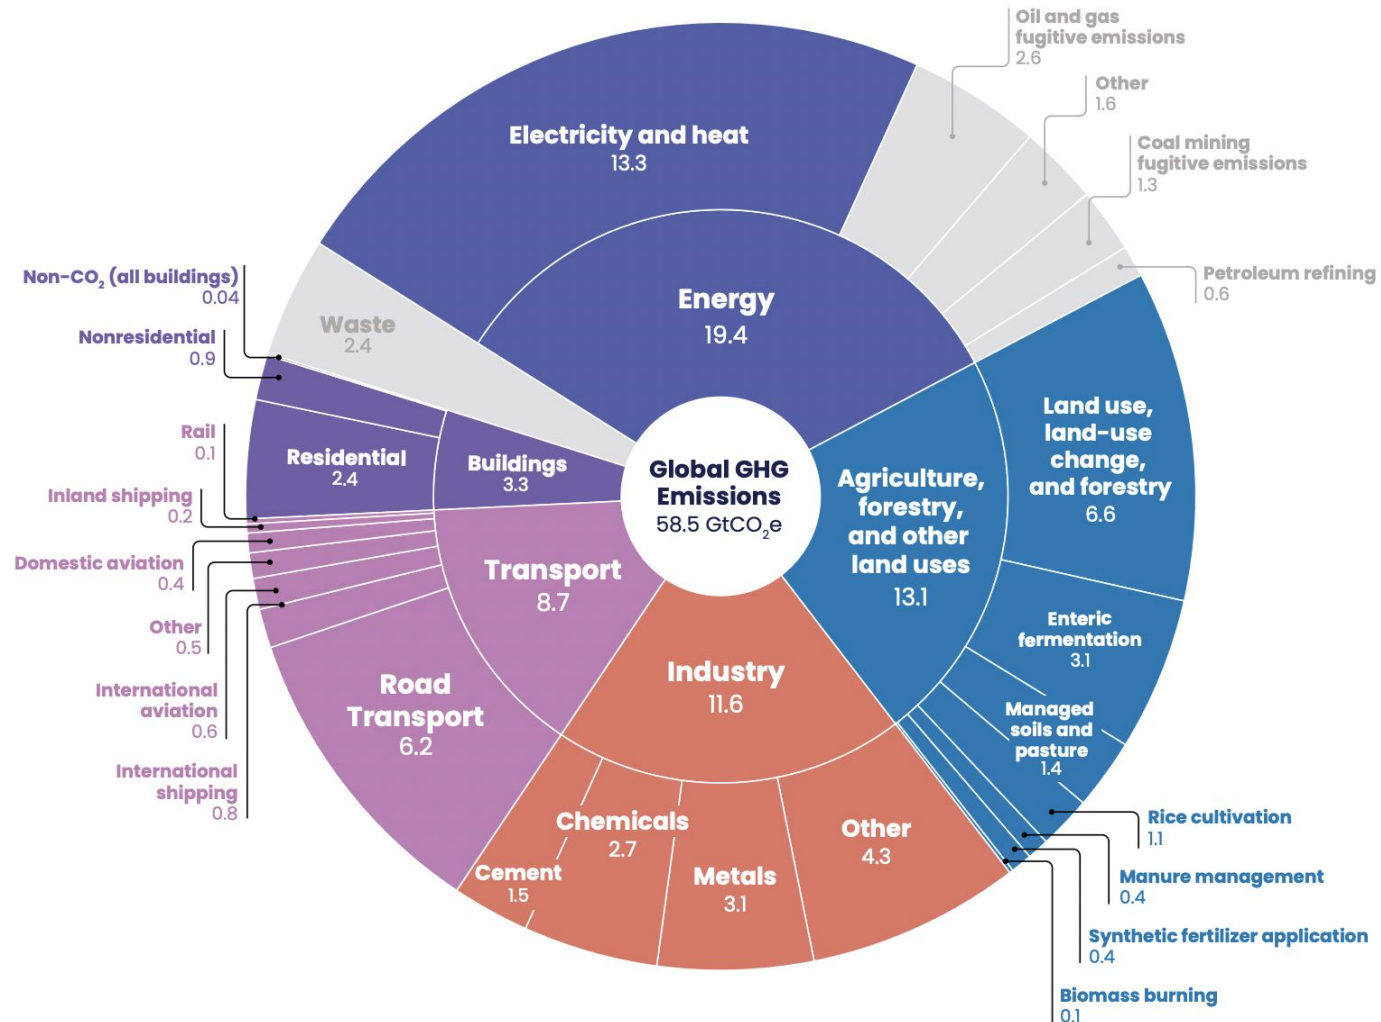 Global GHG
Emissions
58.5 GtCO₂e
Energy
19.4
Electricity and heat
13.3
Oil and gas
fugitive emissions
2.6
Other
1.6
Coal mining
fugitive emissions
1.3
Petroleum refining
0.6
Agriculture,
forestry,
and other
land uses
13.1
Land use,
land-use
change,
and forestry
6.6
Enteric
fermentation
3.1
Managed
soils and
pasture
1.4
Rice cultivation
1.1
Manure management
0.4
Synthetic fertilizer application
0.4
Biomass burning
0.1
Industry
11.6
Other
4.3
Metals
3.1
Chemicals
2.7
Cement
1.5
Transport
8.7
Road
Transport
6.2
International
shipping
0.8
International
aviation
0.6
Other
0.5
Domestic aviation
0.4
Inland shipping
0.2
Rail
0.1
Buildings
3.3
Residential
2.4
Nonresidential
0.9
Non-CO₂ (all buildings)
0.04
Waste
2.4